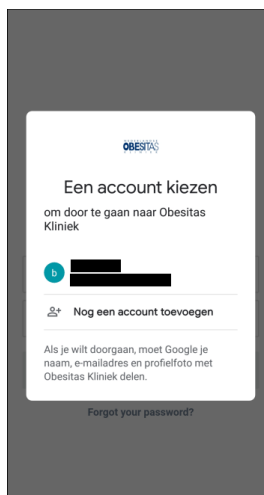 OBESITAS
Een account kiezen
om door te gaan naar Obesitas
Kliniek
b
Nog een account toevoegen
Als je wilt doorgaan, moet Google je
naam, e-mailadres en profielfoto met
Obesitas Kliniek delen.
Forgot your password?